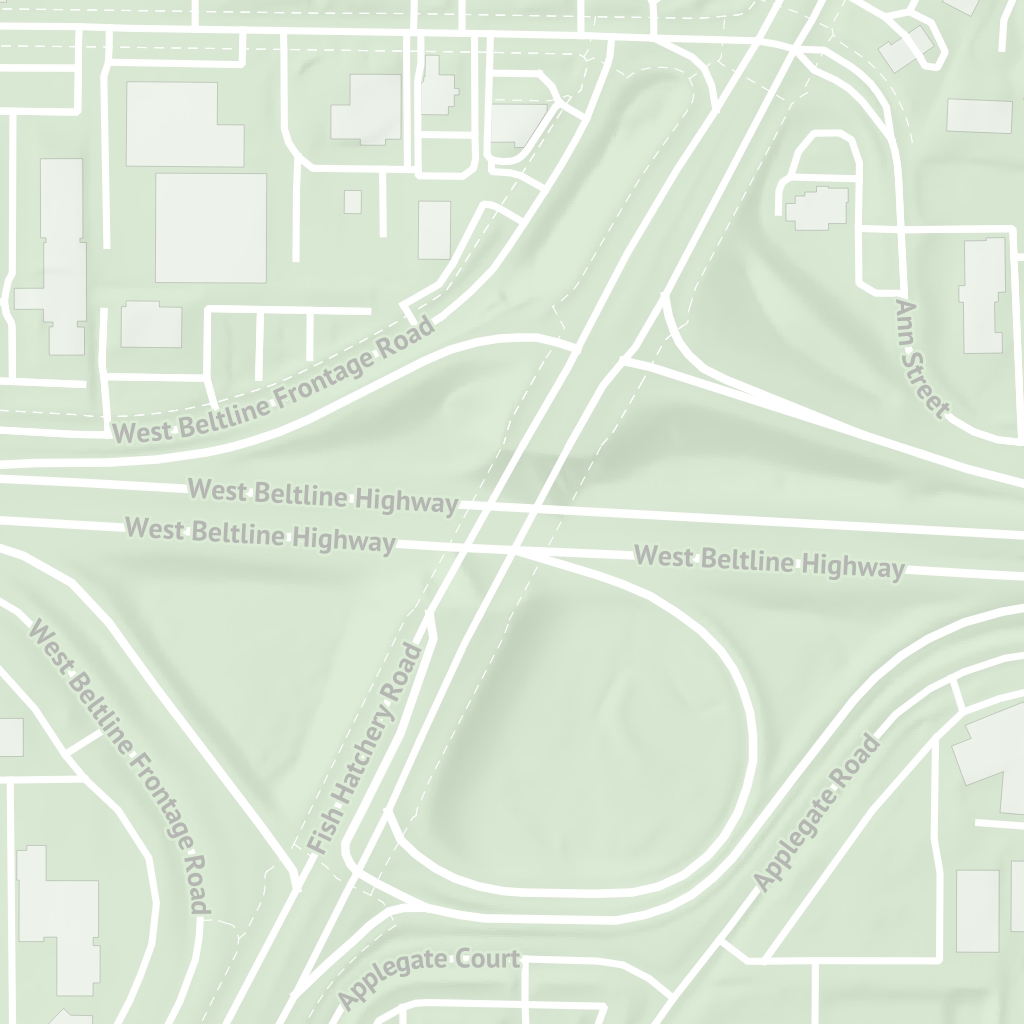 Ann Street
West Beltline Frontage Road
West Beltline Highway
West Beltline Highway
West Beltline Highway
West Beltline Frontage Road
Fish Hatchery Road
Applegate Road
Applegate Court